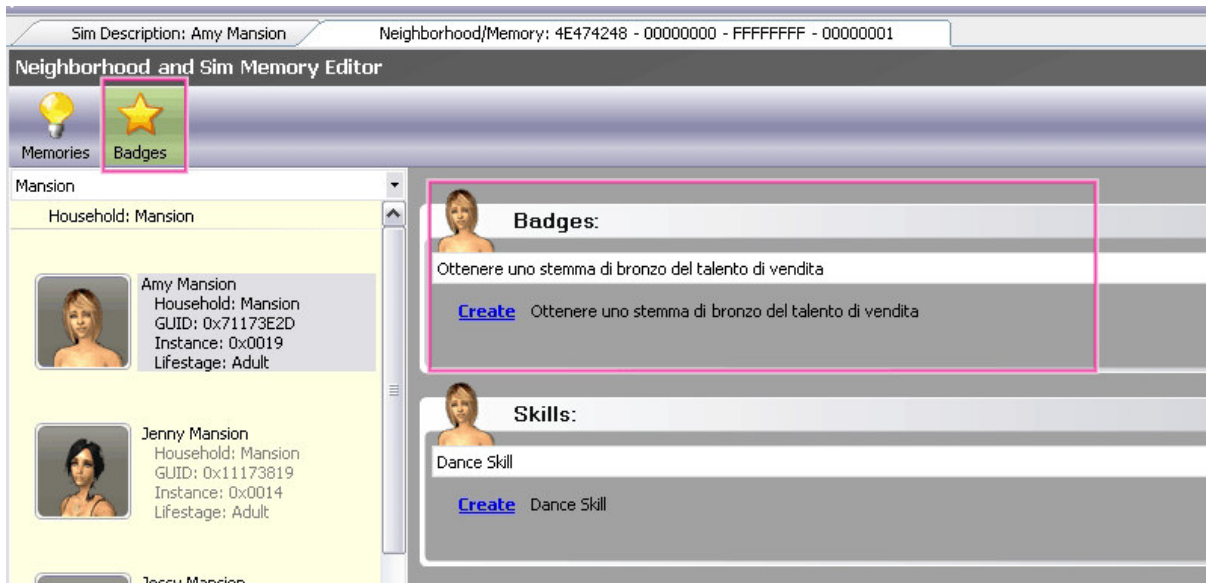 Sim Description: Amy Mansion
Neighborhood/Memory: 4E474248 - 00000000 - FFFFFFFF - 00000001
Neighborhood and Sim Memory Editor
Memories
Badges
Mansion
Household: Mansion
Amy Mansion
Household: Mansion
GUID: 0x71173E2D
Instance: 0x0019
Lifestage: Adult
Jenny Mansion
Household: Mansion
GUID: 0x11173819
Instance: 0x0014
Lifestage: Adult
Mansion
Badges:
Ottenere uno stemma di bronzo del talento di vendita
Create Ottenere uno stemma di bronzo del talento di vendita
Skills:
Dance Skill
Create Dance Skill